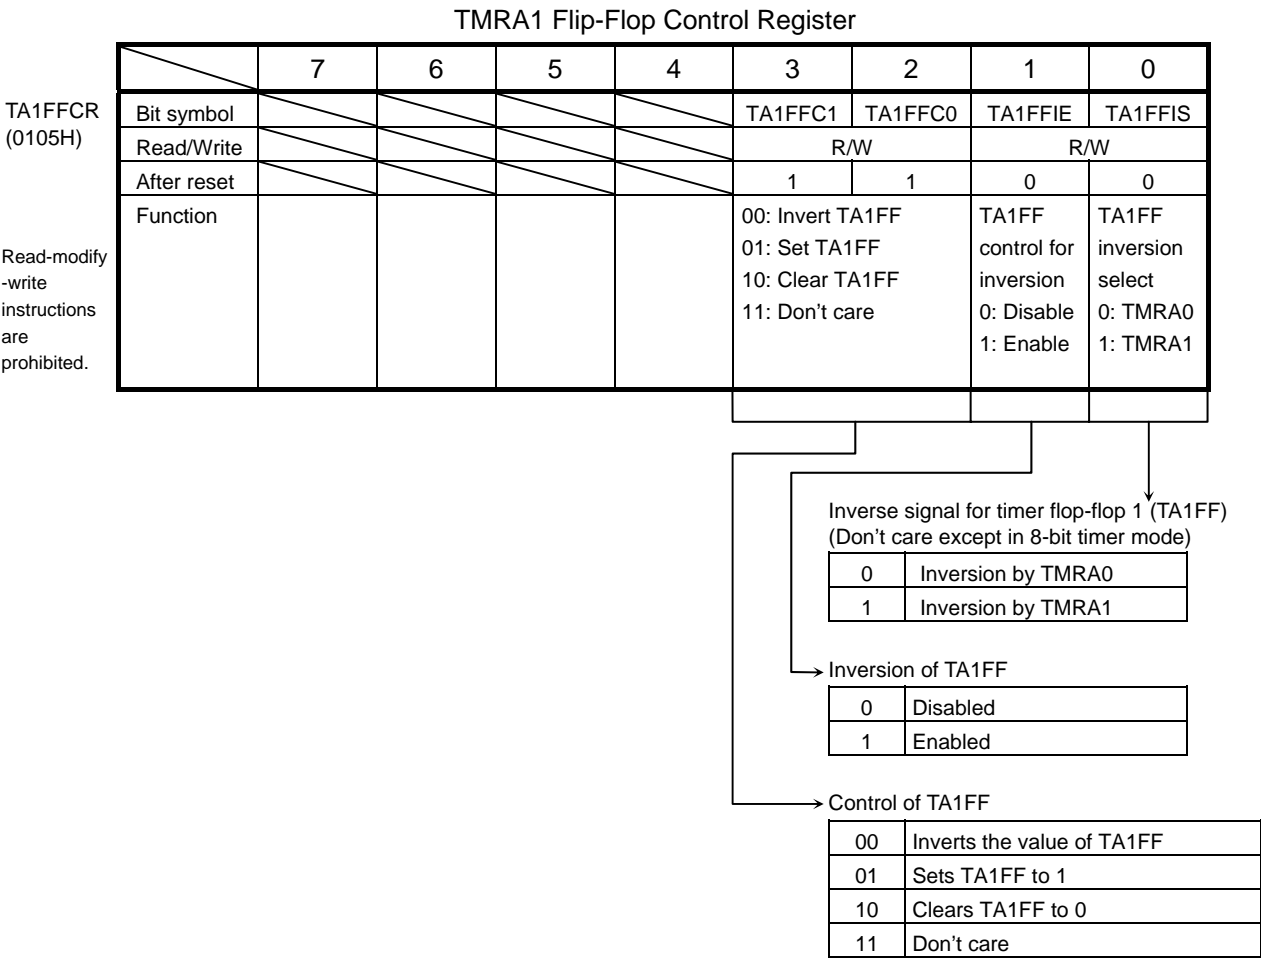 TMRA1 Flip-Flop Control Register
7 6 5 4 3 2 1 0
TA1FFCR
(0105H)
Bit symbol TA1FFC1 TA1FFC0 TA1FFIE TA1FFIS
Read/Write R/W R/W
After reset 1 1 0 0
Function 00: Invert TA1FF TA1FF TA1FF
01: Set TA1FF control for inversion
10: Clear TA1FF inversion select
11: Don't care 0: Disable 0: TMRA0
1: Enable 1: TMRA1
Read-modify
-write
instructions
are
prohibited.
Inverse signal for timer flop-flop 1 (TA1FF)
(Don't care except in 8-bit timer mode)
0 Inversion by TMRA0
1 Inversion by TMRA1
Inversion of TA1FF
0 Disabled
1 Enabled
Control of TA1FF
00 Inverts the value of TA1FF
01 Sets TA1FF to 1
10 Clears TA1FF to 0
11 Don't care